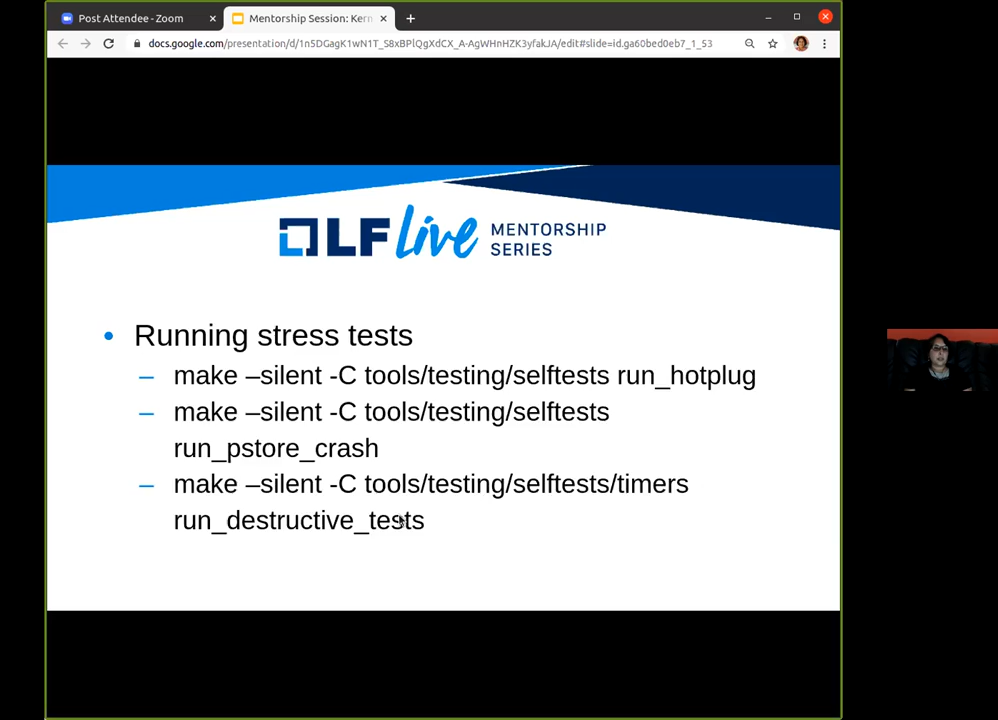 Post Attendee - Zoom
Mentorship Session: Kern
docs.google.com/presentation/d/1n5DGagK1wN1T_S8xBPlQgXdCX_A-AgWHnHZK3yfakJA/edit#slide=id.ga60bed0eb7_1_53
LF live MENTORSHIP
SERIES
• Running stress tests
– make –silent -C tools/testing/selftests run_hotplug
– make –silent -C tools/testing/selftests
run_pstore_crash
– make –silent -C tools/testing/selftests/timers
run_destructive_tests